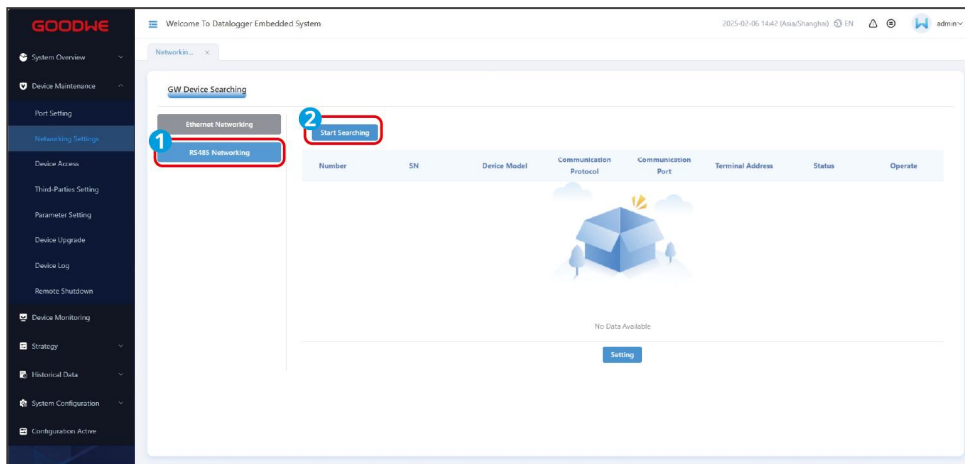 GOODWE
Welcome To Datalogger Embedded System
2025-02-06 14:42 (Asia/Shanghai) EN
admin
System Overview
Networkin... ×
Device Maintenance
Port Setting
Networking Settings
Device Access
Third-Parties Setting
Parameter Setting
Device Upgrade
Device Log
Remote Shutdown
Device Monitoring
Strategy
Historical Data
System Configuration
Configuration Active
GW Device Searching
Ethernet Networking
1
RS485 Networking
2
Start Searching
Number SN Device Model Communication Protocol Communication Port Terminal Address Status Operate
No Data Available
Setting